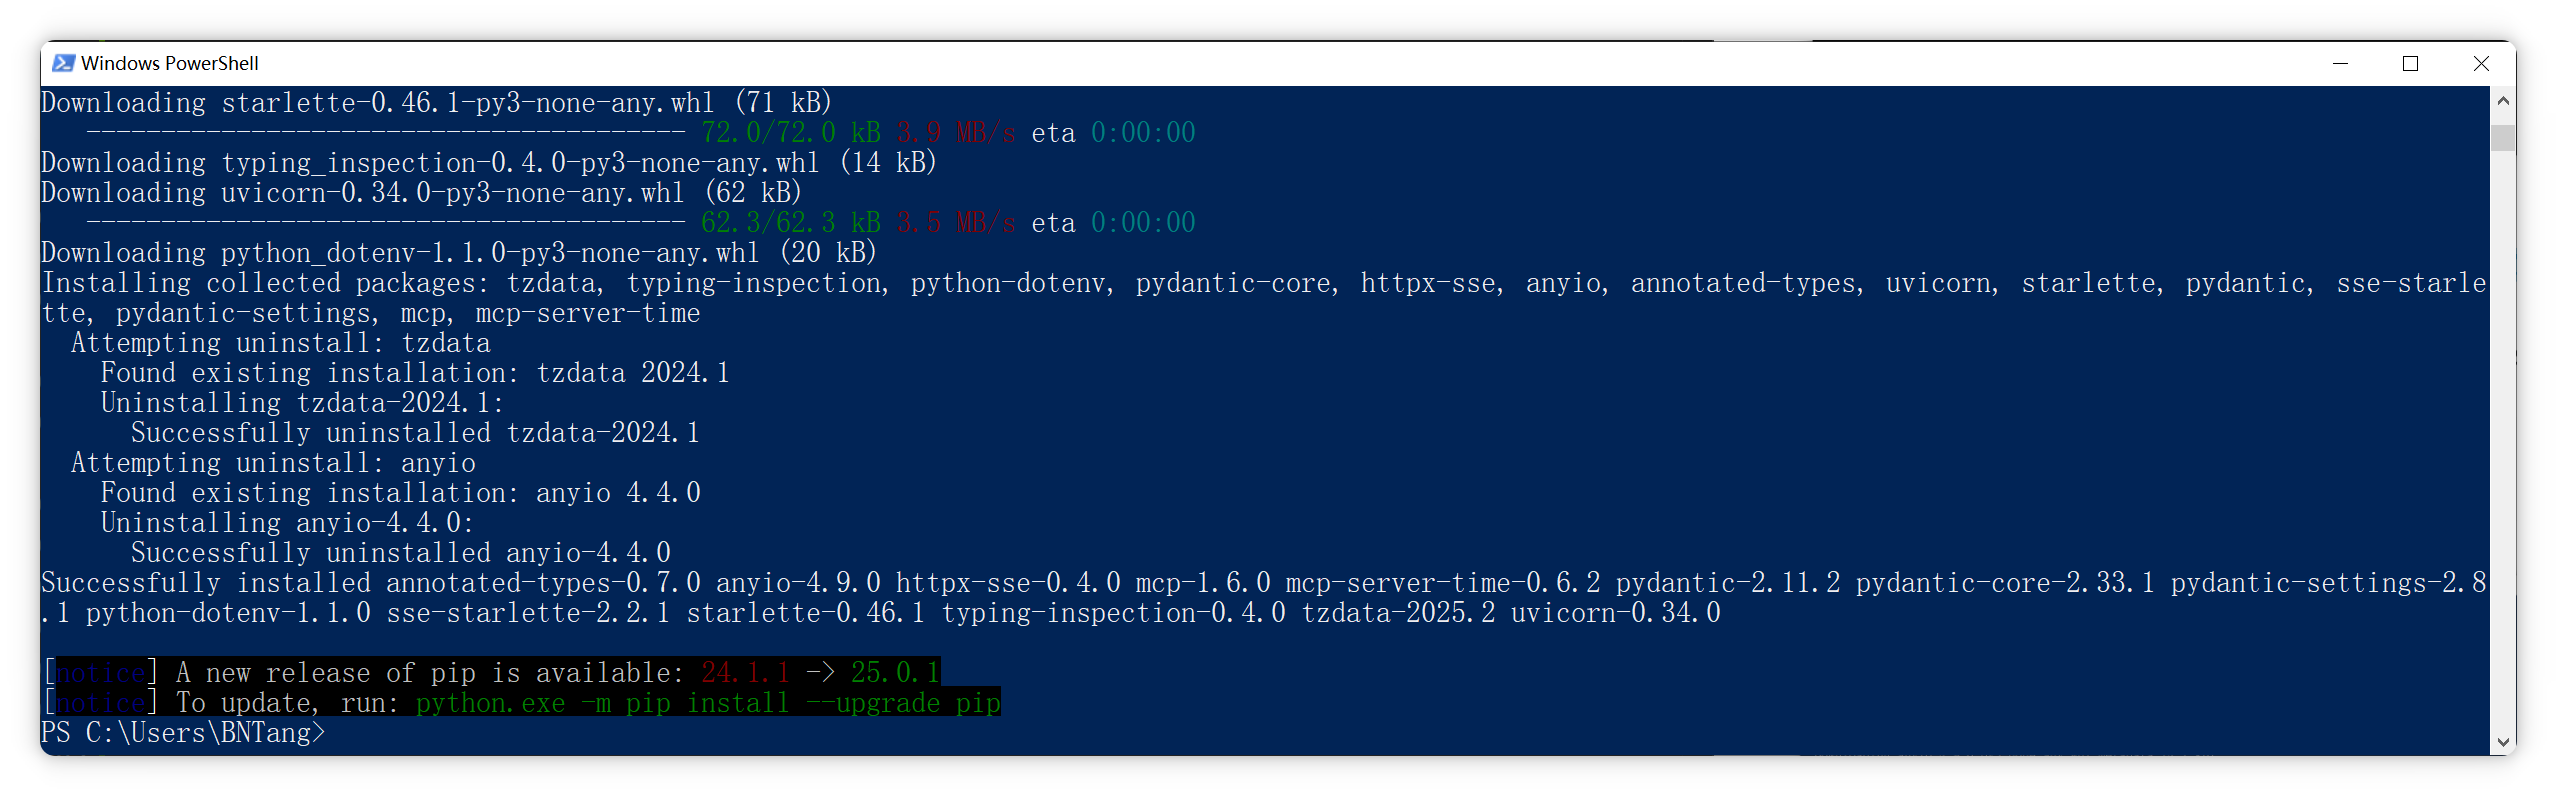 Windows PowerShell
Downloading starlette-0.46.1-py3-none-any.whl (71 kB)
---------------------------------------- 72.0/72.0 kB 3.9 MB/s eta 0:00:00
Downloading typing_inspection-0.4.0-py3-none-any.whl (14 kB)
Downloading uvicorn-0.34.0-py3-none-any.whl (62 kB)
---------------------------------------- 62.3/62.3 kB 3.5 MB/s eta 0:00:00
Downloading python_dotenv-1.1.0-py3-none-any.whl (20 kB)
Installing collected packages: tzdata, typing-inspection, python-dotenv, pydantic-core, httpx-sse, anyio, annotated-types, uvicorn, starlette, pydantic, sse-starle
tte, pydantic-settings, mcp, mcp-server-time
Attempting uninstall: tzdata
Found existing installation: tzdata 2024.1
Uninstalling tzdata-2024.1:
Successfully uninstalled tzdata-2024.1
Attempting uninstall: anyio
Found existing installation: anyio 4.4.0
Uninstalling anyio-4.4.0:
Successfully uninstalled anyio-4.4.0
Successfully installed annotated-types-0.7.0 anyio-4.9.0 httpx-sse-0.4.0 mcp-1.6.0 mcp-server-time-0.6.2 pydantic-2.11.2 pydantic-core-2.33.1 pydantic-settings-2.8
.1 python-dotenv-1.1.0 sse-starlette-2.2.1 starlette-0.46.1 typing-inspection-0.4.0 tzdata-2025.2 uvicorn-0.34.0
[notice] A new release of pip is available: 24.1.1 -> 25.0.1
[notice] To update, run: python.exe -m pip install --upgrade pip
PS C:\Users\BNTang>